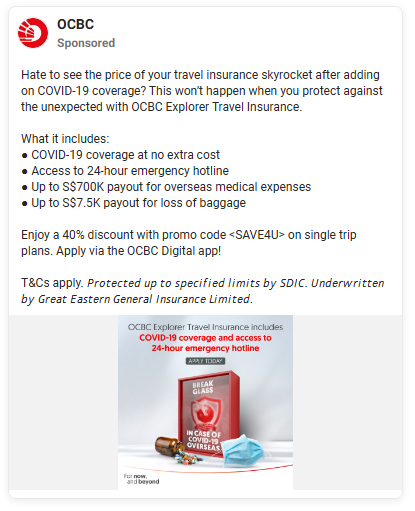 OCBC
Sponsored
Hate to see the price of your travel insurance skyrocket after adding
on COVID-19 coverage? This won't happen when you protect against
the unexpected with OCBC Explorer Travel Insurance.
What it includes:
● COVID-19 coverage at no extra cost
● Access to 24-hour emergency hotline
● Up to S$700K payout for overseas medical expenses
● Up to S$7.5K payout for loss of baggage
Enjoy a 40% discount with promo code <SAVE4U> on single trip
plans. Apply via the OCBC Digital app!
T&Cs apply. Protected up to specified limits by SDIC. Underwritten
by Great Eastern General Insurance Limited.
OCBC Explorer Travel Insurance includes
COVID-19 coverage and access to
24-hour emergency hotline
APPLY TODAY
BREAK
GLASS
IN CASE OF
COVID-19
OVERSEAS
For now,
and beyond